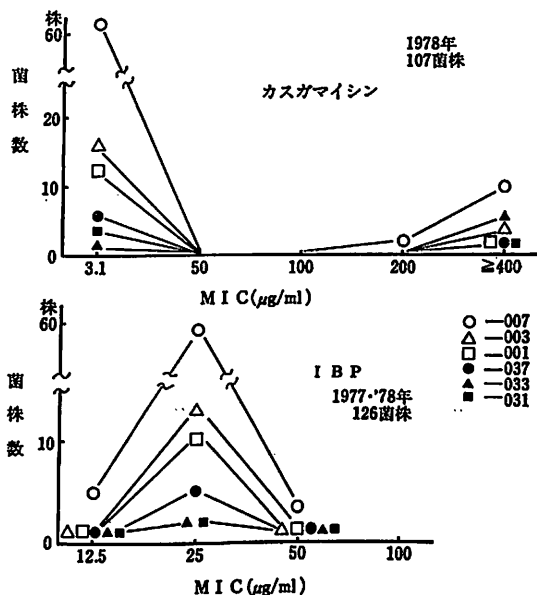 株
60
20
10
0
菌株数
1978年
107菌株
カスガマイシン
3.1 50 100 200 ≧400
MIC(μg/ml)
株
60
10
0
菌株数
IBP
1977・'78年
126菌株
○—007
△—003
□—001
●—037
▲—033
■—031
12.5 25 50 100
MIC(μg/ml)